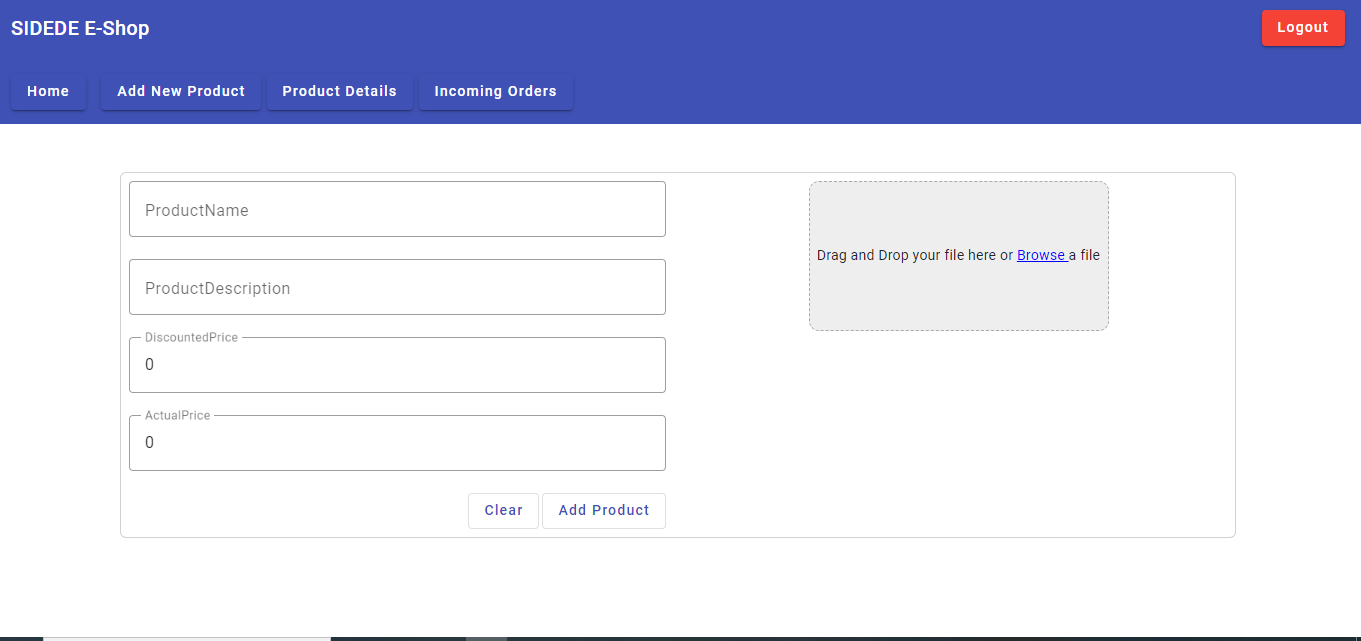 SIDEDE E-Shop
Logout
Home
Add New Product
Product Details
Incoming Orders
ProductName
ProductDescription
DiscountedPrice
0
ActualPrice
0
Clear
Add Product
Drag and Drop your file here or Browse a file